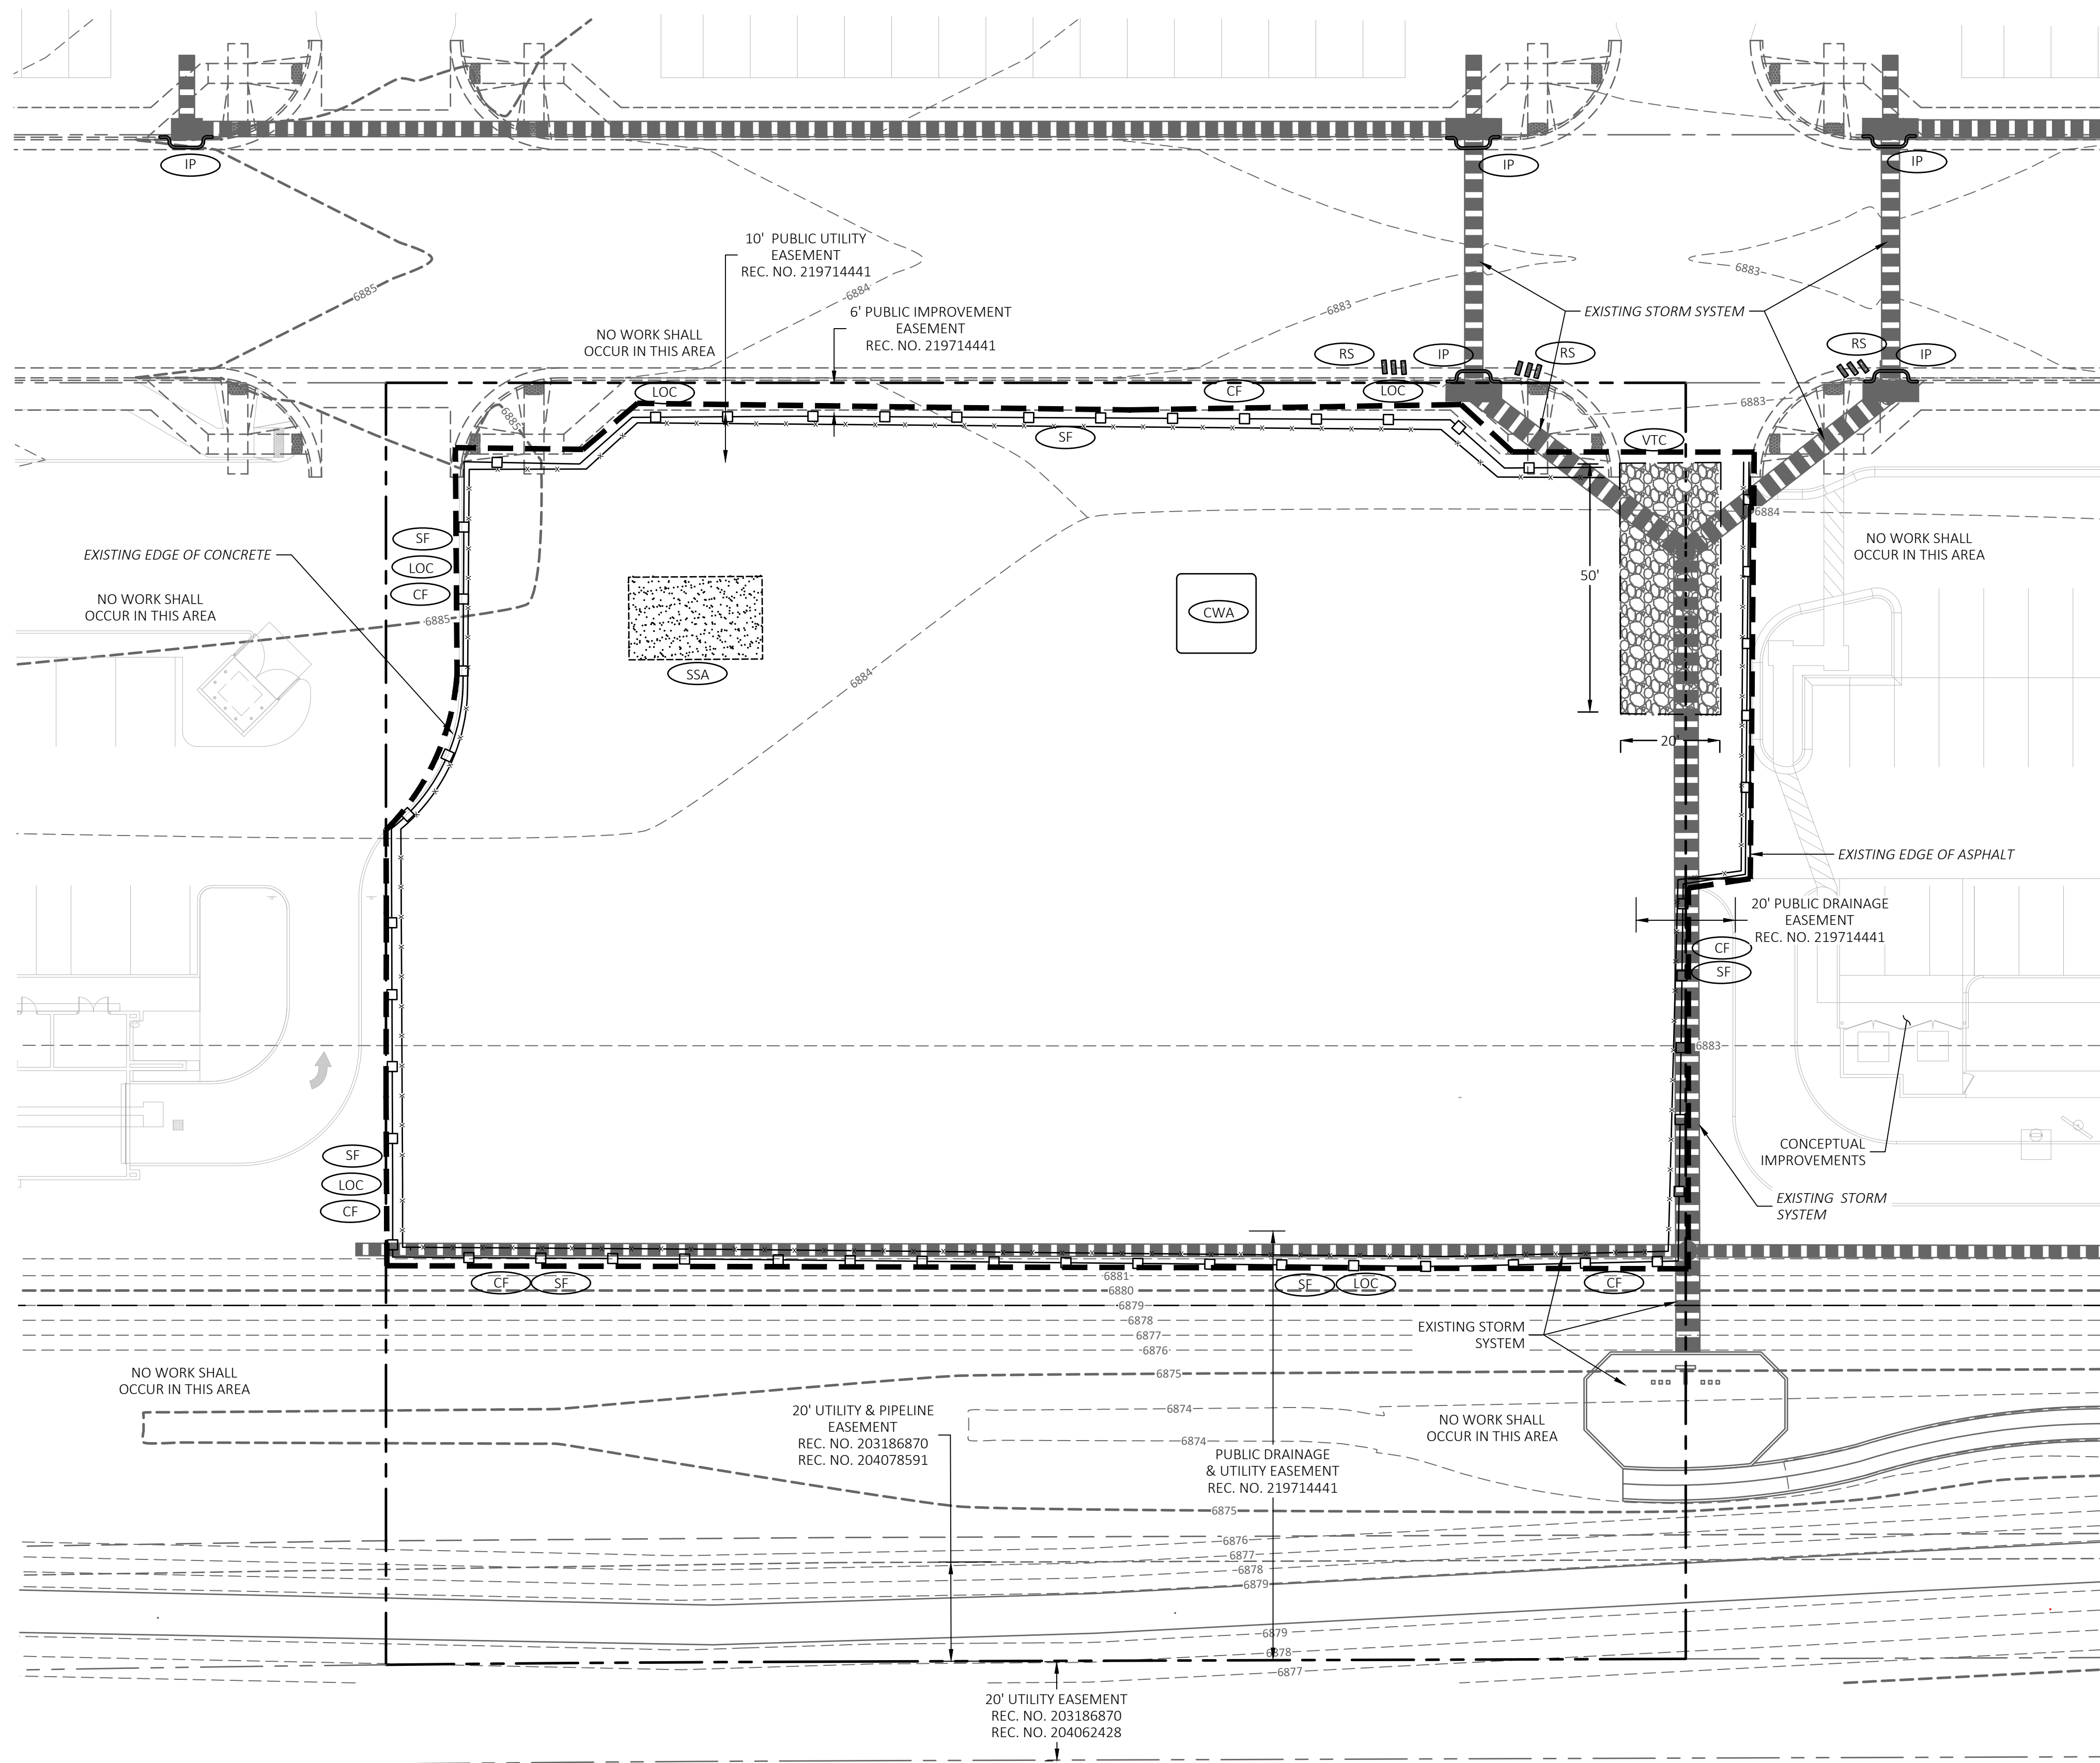 IP
IP
IP
10' PUBLIC UTILITY
EASEMENT
REC. NO. 219714441
6885
6884
6883
6883
6' PUBLIC IMPROVEMENT
EASEMENT
REC. NO. 219714441
EXISTING STORM SYSTEM
NO WORK SHALL
OCCUR IN THIS AREA
RS
IP
RS
RS
IP
LOC
CF
LOC
6883
6885
SF
VTC
6884
SF
LOC
CF
EXISTING EDGE OF CONCRETE
NO WORK SHALL
OCCUR IN THIS AREA
NO WORK SHALL
OCCUR IN THIS AREA
50'
CWA
6885
SSA
6884
20'
EXISTING EDGE OF ASPHALT
20' PUBLIC DRAINAGE
EASEMENT
REC. NO. 219714441
CF
SF
6883
CONCEPTUAL
IMPROVEMENTS
SF
LOC
CF
EXISTING STORM
SYSTEM
CF
SF
SF
LOC
CF
6881
6880
6879
6878
6877
6876
EXISTING STORM
SYSTEM
6875
NO WORK SHALL
OCCUR IN THIS AREA
20' UTILITY & PIPELINE
EASEMENT
REC. NO. 203186870
REC. NO. 204078591
6874
6874
NO WORK SHALL
OCCUR IN THIS AREA
PUBLIC DRAINAGE
& UTILITY EASEMENT
REC. NO. 219714441
6875
6876
6877
6878
6879
6879
6878
6877
20' UTILITY EASEMENT
REC. NO. 203186870
REC. NO. 204062428